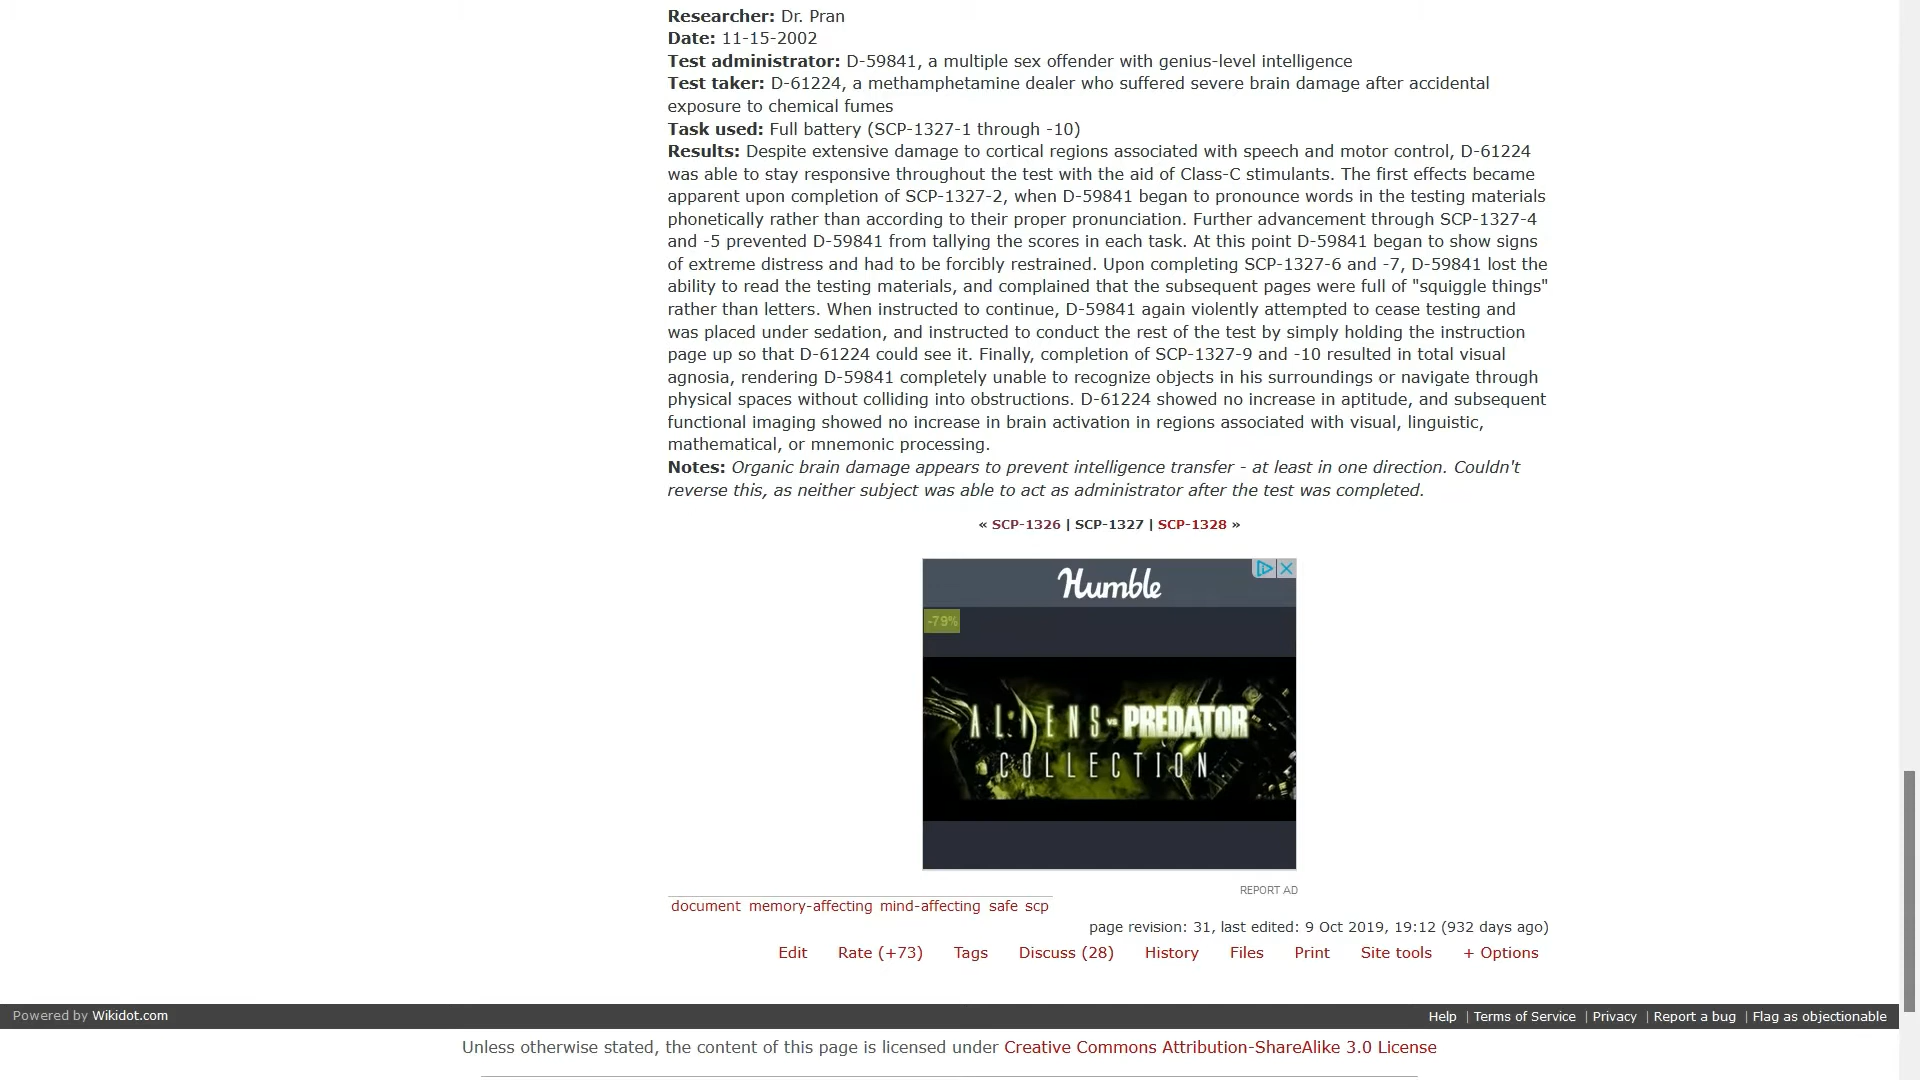 Researcher: Dr. Pran
Date: 11-15-2002
Test administrator: D-59841, a multiple sex offender with genius-level intelligence
Test taker: D-61224, a methamphetamine dealer who suffered severe brain damage after accidental
exposure to chemical fumes
Task used: Full battery (SCP-1327-1 through -10)
Results: Despite extensive damage to cortical regions associated with speech and motor control, D-61224
was able to stay responsive throughout the test with the aid of Class-C stimulants. The first effects became
apparent upon completion of SCP-1327-2, when D-59841 began to pronounce words in the testing materials
phonetically rather than according to their proper pronunciation. Further advancement through SCP-1327-4
and -5 prevented D-59841 from tallying the scores in each task. At this point D-59841 began to show signs
of extreme distress and had to be forcibly restrained. Upon completing SCP-1327-6 and -7, D-59841 lost the
ability to read the testing materials, and complained that the subsequent pages were full of "squiggle things"
rather than letters. When instructed to continue, D-59841 again violently attempted to cease testing and
was placed under sedation, and instructed to conduct the rest of the test by simply holding the instruction
page up so that D-61224 could see it. Finally, completion of SCP-1327-9 and -10 resulted in total visual
agnosia, rendering D-59841 completely unable to recognize objects in his surroundings or navigate through
physical spaces without colliding into obstructions. D-61224 showed no increase in aptitude, and subsequent
functional imaging showed no increase in brain activation in regions associated with visual, linguistic,
mathematical, or mnemonic processing.
Notes: Organic brain damage appears to prevent intelligence transfer - at least in one direction. Couldn't
reverse this, as neither subject was able to act as administrator after the test was completed.
« SCP-1326 | SCP-1327 | SCP-1328 »
Humble
-79%
ALIENS VS PREDATOR
COLLECTION
REPORT AD
document memory-affecting mind-affecting safe scp
page revision: 31, last edited: 9 Oct 2019, 19:12 (932 days ago)
Edit Rate (+73) Tags Discuss (28) History Files Print Site tools + Options
Powered by Wikidot.com
Help | Terms of Service | Privacy | Report a bug | Flag as objectionable
Unless otherwise stated, the content of this page is licensed under Creative Commons Attribution-ShareAlike 3.0 License